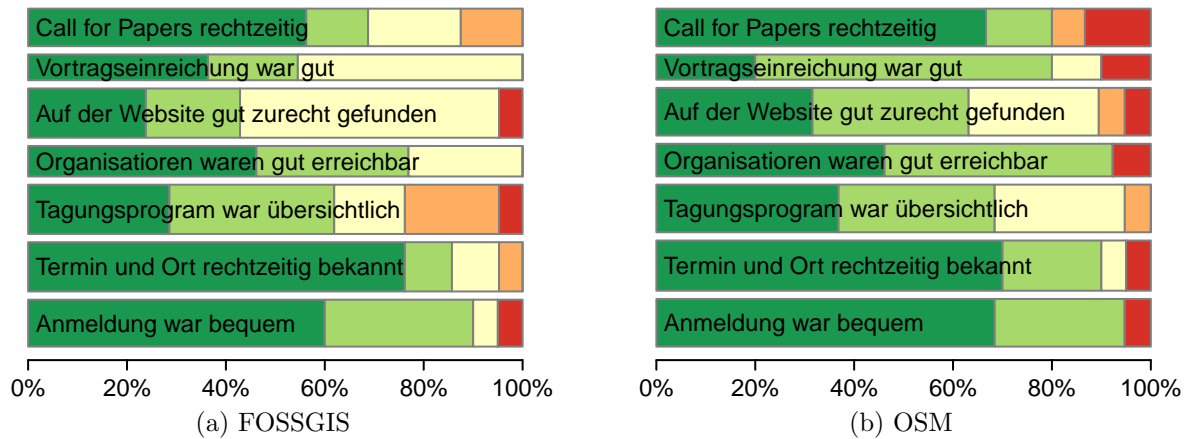 Call for Papers rechtzeitig
Vortragseinreichung war gut
Auf der Website gut zurecht gefunden
Organisatioren waren gut erreichbar
Tagungsprogram war übersichtlich
Termin und Ort rechtzeitig bekannt
Anmeldung war bequem
0% 20% 40% 60% 80% 100%
(a) FOSSGIS
Call for Papers rechtzeitig
Vortragseinreichung war gut
Auf der Website gut zurecht gefunden
Organisatioren waren gut erreichbar
Tagungsprogram war übersichtlich
Termin und Ort rechtzeitig bekannt
Anmeldung war bequem
0% 20% 40% 60% 80% 100%
(b) OSM